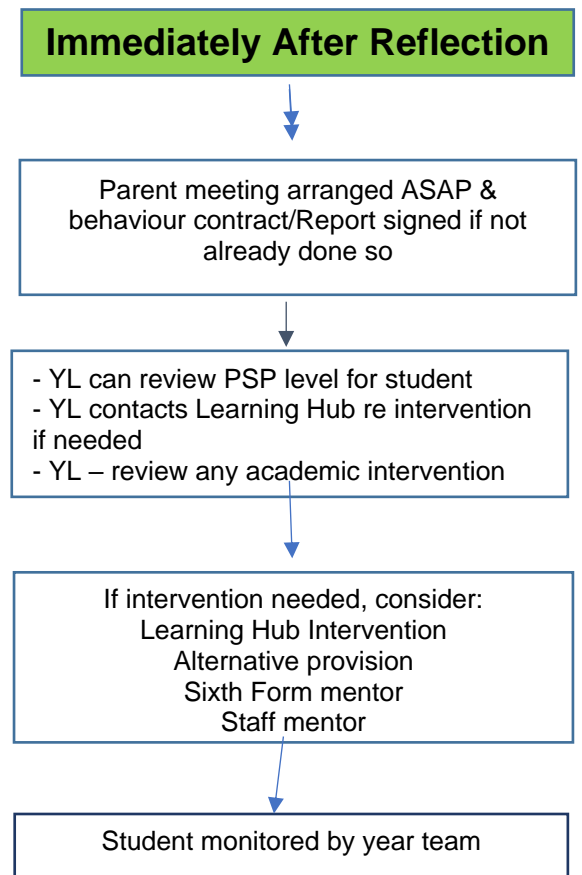 Immediately After Reflection
Parent meeting arranged ASAP &
behaviour contract/Report signed if not
already done so
- YL can review PSP level for student
- YL contacts Learning Hub re intervention
if needed
- YL – review any academic intervention
If intervention needed, consider:
Learning Hub Intervention
Alternative provision
Sixth Form mentor
Staff mentor
Student monitored by year team